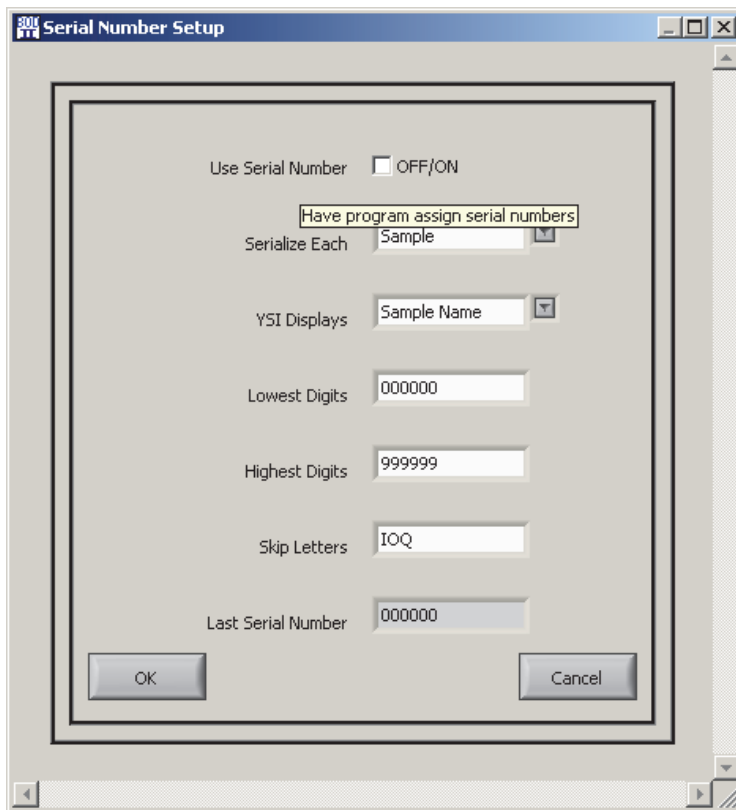 Serial Number Setup
Use Serial Number OFF/ON
Have program assign serial numbers
Serialize Each Sample
YSI Displays Sample Name
Lowest Digits 000000
Highest Digits 999999
Skip Letters IOQ
Last Serial Number 000000
OK Cancel